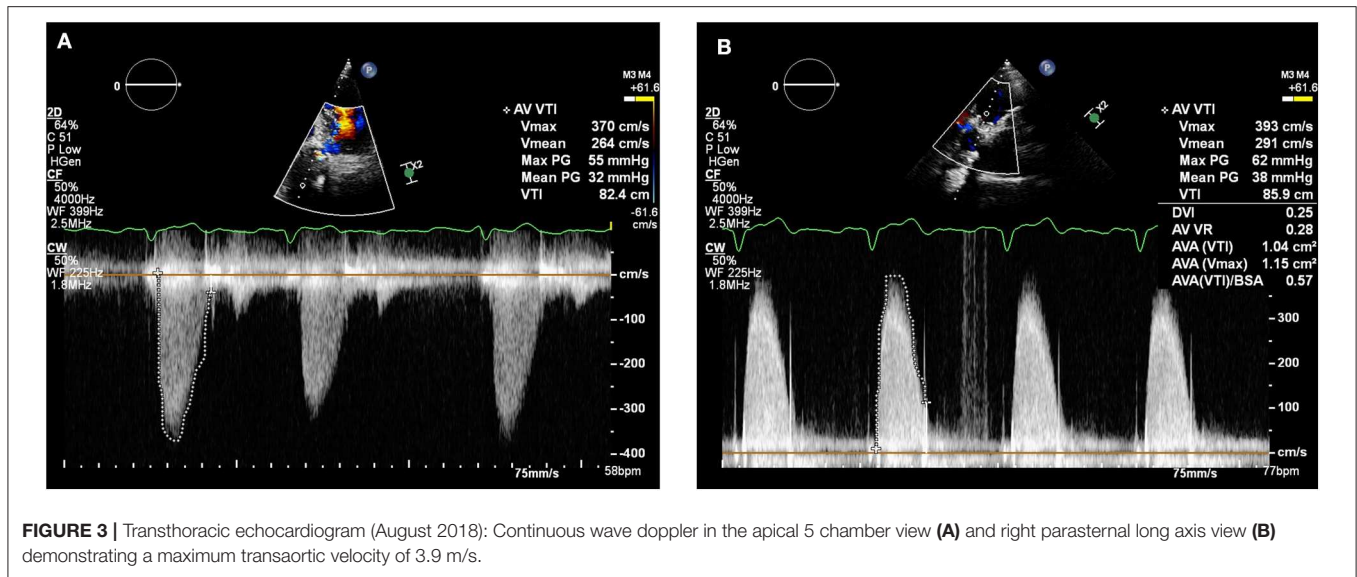 A
0
P
M3 M4
+61.6
2D
64%
C 51
P Low
HGen
CF
50%
4000Hz
WF 399Hz
2.5MHz
CW
50%
WF 225Hz
1.8MHz
X2
AV VTI
Vmax 370 cm/s
Vmean 264 cm/s
Max PG 55 mmHg
Mean PG 32 mmHg
VTI 82.4 cm
-61.6
cm/s
cm/s
-100
-200
-300
-400
75mm/s
58bpm
B
0
P
M3 M4
+61.6
2D
64%
C 51
P Low
HGen
CF
50%
4000Hz
WF 399Hz
2.5MHz
CW
50%
WF 225Hz
1.8MHz
X2
AV VTI
Vmax 393 cm/s
Vmean 291 cm/s
Max PG 62 mmHg
Mean PG 38 mmHg
VTI 85.9 cm
DVI 0.25
AV VR 0.28
AVA (VTI) 1.04 cm²
AVA (Vmax) 1.15 cm²
AVA(VTI)/BSA 0.57
300
200
100
cm/s
75mm/s
77bpm
FIGURE 3 | Transthoracic echocardiogram (August 2018): Continuous wave doppler in the apical 5 chamber view (A) and right parasternal long axis view (B)
demonstrating a maximum transaortic velocity of 3.9 m/s.